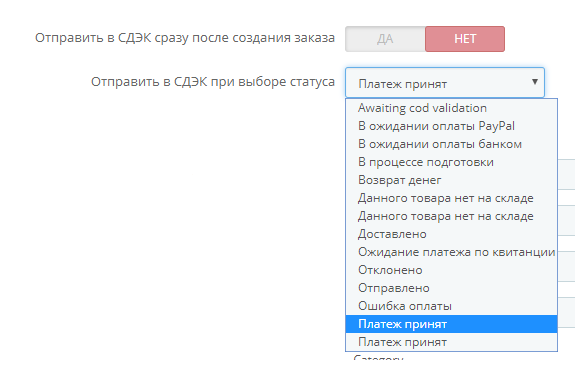 Отправить в СДЭК сразу после создания заказа ДА НЕТ
Отправить в СДЭК при выборе статуса Платеж принят
Awaiting cod validation
В ожидании оплаты PayPal
В ожидании оплаты банком
В процессе подготовки
Возврат денег
Данного товара нет на складе
Данного товара нет на складе
Доставлено
Ожидание платежа по квитанции
Отклонено
Отправлено
Ошибка оплаты
Платеж принят
Платеж принят
Category